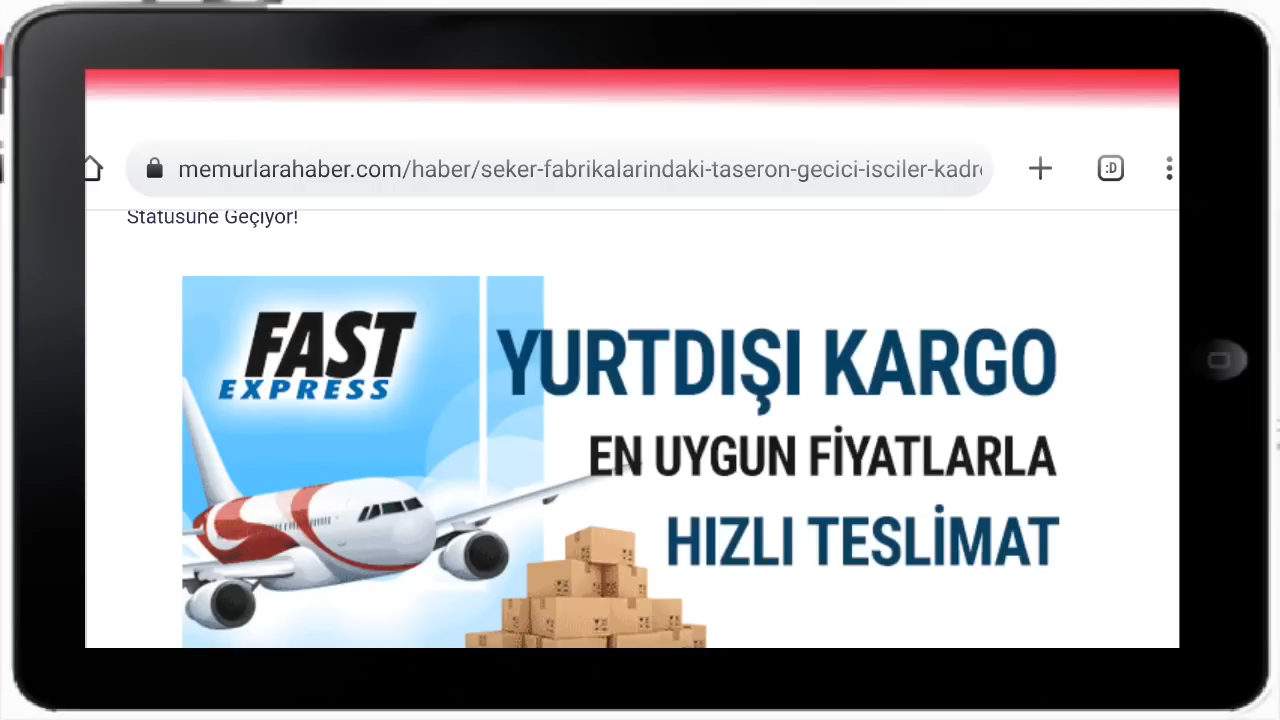 memurlarahaber.com/haber/seker-fabrikalarindaki-taseron-gecici-isciler-kadr
:D
Statüsüne Geçiyor!
FAST
EXPRESS
YURTDIŞI KARGO
EN UYGUN FİYATLARLA
HIZLI TESLİMAT